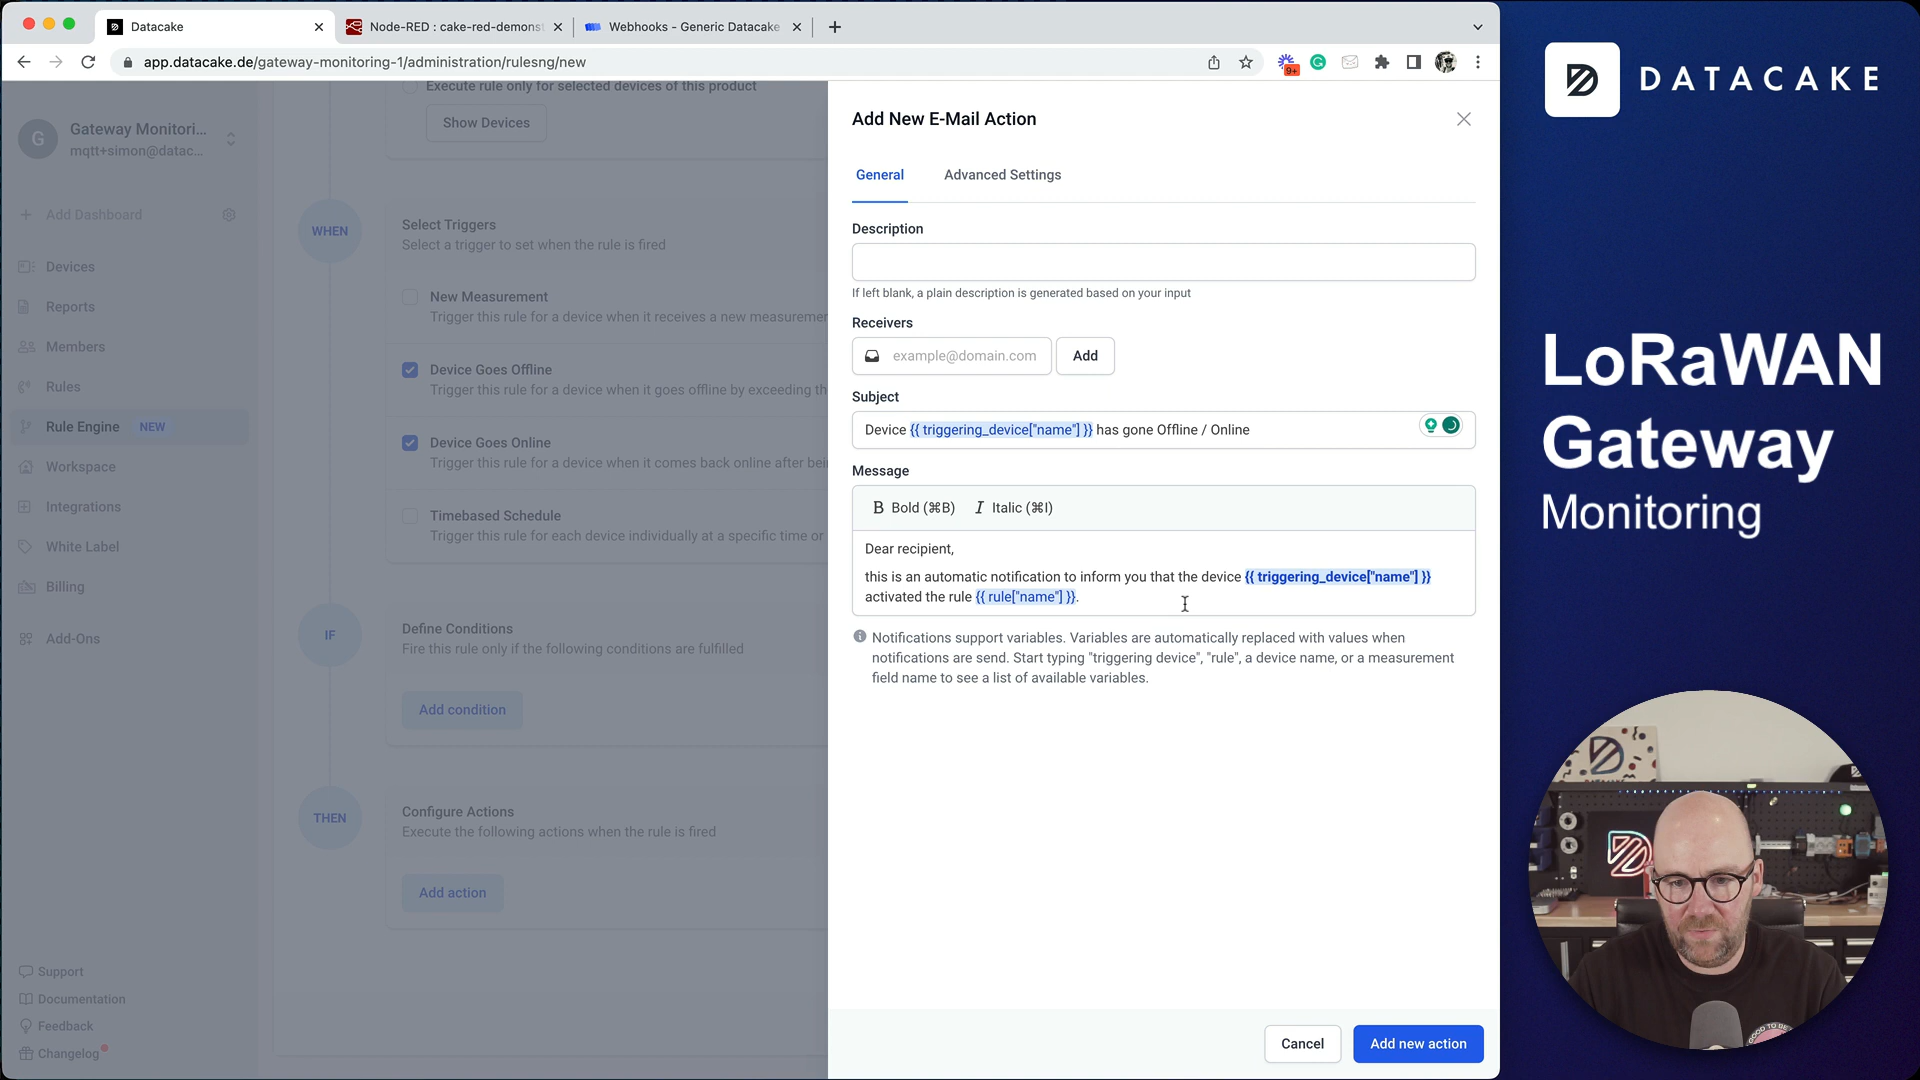 Datacake
Node-RED : cake-red-demonst
Webhooks - Generic Datacake
app.datacake.de/gateway-monitoring-1/administration/rulesng/new
9+
DATACAKE
LoRaWAN
Gateway
Monitoring
G
Gateway Monitori...
mqtt+simon@datac...
Add Dashboard
Devices
Reports
Members
Rules
Rule Engine NEW
Workspace
Integrations
White Label
Billing
Add-Ons
Support
Documentation
Feedback
Changelog
Execute rule only for selected devices of this product
Show Devices
WHEN
Select Triggers
Select a trigger to set when the rule is fired
New Measurement
Trigger this rule for a device when it receives a new measuremen
Device Goes Offline
Trigger this rule for a device when it goes offline by exceeding th
Device Goes Online
Trigger this rule for a device when it comes back online after bei
Timebased Schedule
Trigger this rule for each device individually at a specific time or
IF
Define Conditions
Fire this rule only if the following conditions are fulfilled
Add condition
THEN
Configure Actions
Execute the following actions when the rule is fired
Add action
Add New E-Mail Action
General
Advanced Settings
Description
If left blank, a plain description is generated based on your input
Receivers
example@domain.com
Add
Subject
Device {{ triggering_device["name"] }} has gone Offline / Online
Message
B Bold (⌘B) I Italic (⌘I)
Dear recipient,
this is an automatic notification to inform you that the device {{ triggering_device["name"] }}
activated the rule {{ rule["name"] }}.
Notifications support variables. Variables are automatically replaced with values when
notifications are send. Start typing "triggering device", "rule", a device name, or a measurement
field name to see a list of available variables.
Cancel
Add new action